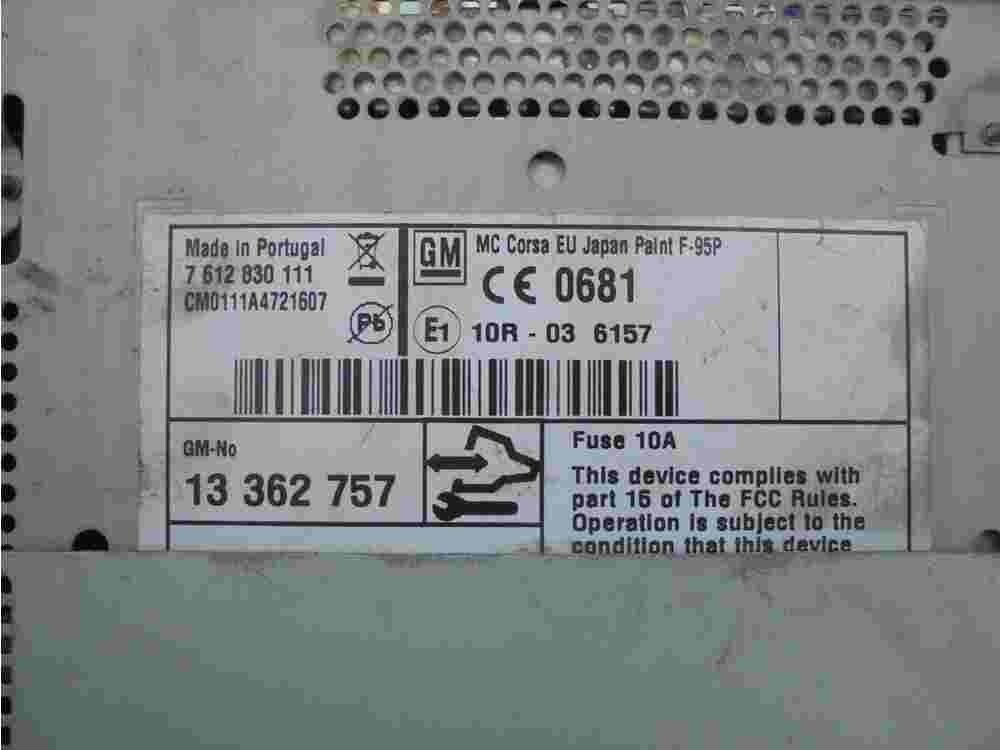 Made in Portugal
7 612 830 111
CM0111A4721607
Pb
GM
MC Corsa EU Japan Paint F-95P
CE 0681
E1 10R - 03 6157
GM-No
13 362 757
Fuse 10A
This device complies with
part 15 of The FCC Rules.
Operation is subject to the
condition that this device